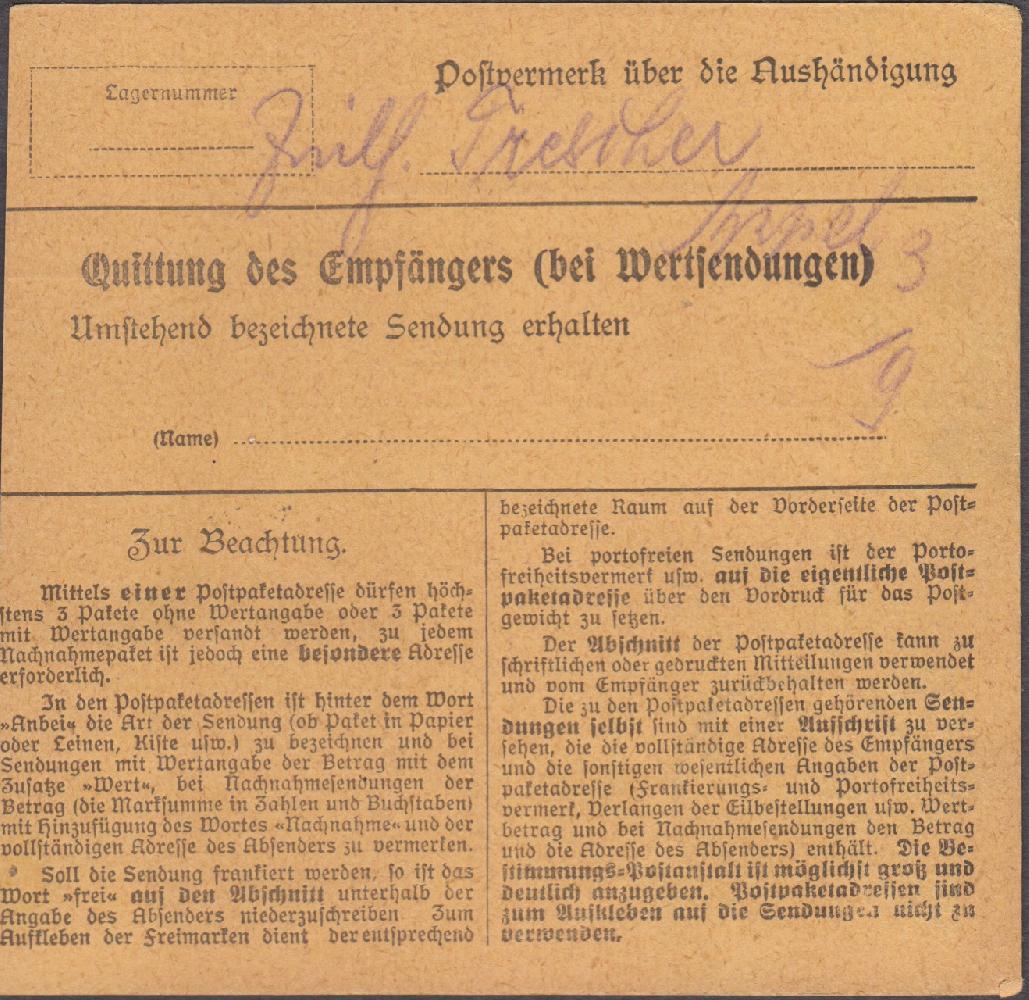 Postvermerk über die Aushändigung
Lagernummer
Trescher
3
Quittung des Empfängers (bei Wertsendungen)
Umstehend bezeichnete Sendung erhalten
19
(Name)
Zur Beachtung.
Mittels einer Postpaketadresse dürfen höch-
stens 3 Pakete ohne Wertangabe oder 3 Pakete
mit Wertangabe versandt werden, zu jedem
Nachnahmepaket ist jedoch eine besondere Adresse
erforderlich.
In den Postpaketadressen ist hinter dem Wort
»Anbei« die Art der Sendung (ob Paket in Papier
oder Leinen, Kiste usw.) zu bezeichnen und bei
Sendungen mit Wertangabe der Betrag mit dem
Zusatze »Wert«, bei Nachnahmesendungen der
Betrag (die Marksumme in Zahlen und Buchstaben)
mit Hinzufügung des Wortes «Nachnahme« und der
vollständigen Adresse des Absenders zu vermerken.
Soll die Sendung frankiert werden, so ist das
Wort »frei« auf den Abschnitt unterhalb der
Angabe des Absenders niederzuschreiben Zum
Aufkleben der Freimarken dient der entsprechend
bezeichnete Raum auf der Vorderseite der Post-
paketadresse.
Bei portofreien Sendungen ist der Porto-
freiheitsvermerk usw. auf die eigentliche Post-
paketadresse über den Vordruck für das Post-
gewicht zu setzen.
Der Abschnitt der Postpaketadresse kann zu
schriftlichen oder gedruckten Mitteilungen verwendet
und vom Empfänger zurückbehalten werden.
Die zu den Postpaketadressen gehörenden Sen-
dungen selbst sind mit einer Aufschrift zu ver-
sehen, die die vollständige Adresse des Empfängers
und die sonstigen wesentlichen Angaben der Post-
paketadresse (Frankierungs- und Portofreiheits-
vermerk, Verlangen der Eilbestellungen usw. Wert-
betrag und bei Nachnahmesendungen den Betrag
und die Adresse des Absenders) enthält. Die Be-
stimmungs-Postanstalt ist möglichst groß und
deutlich anzugeben. Postpaketadressen sind
zum Aufkleben auf die Sendungen nicht zu
verwenden.